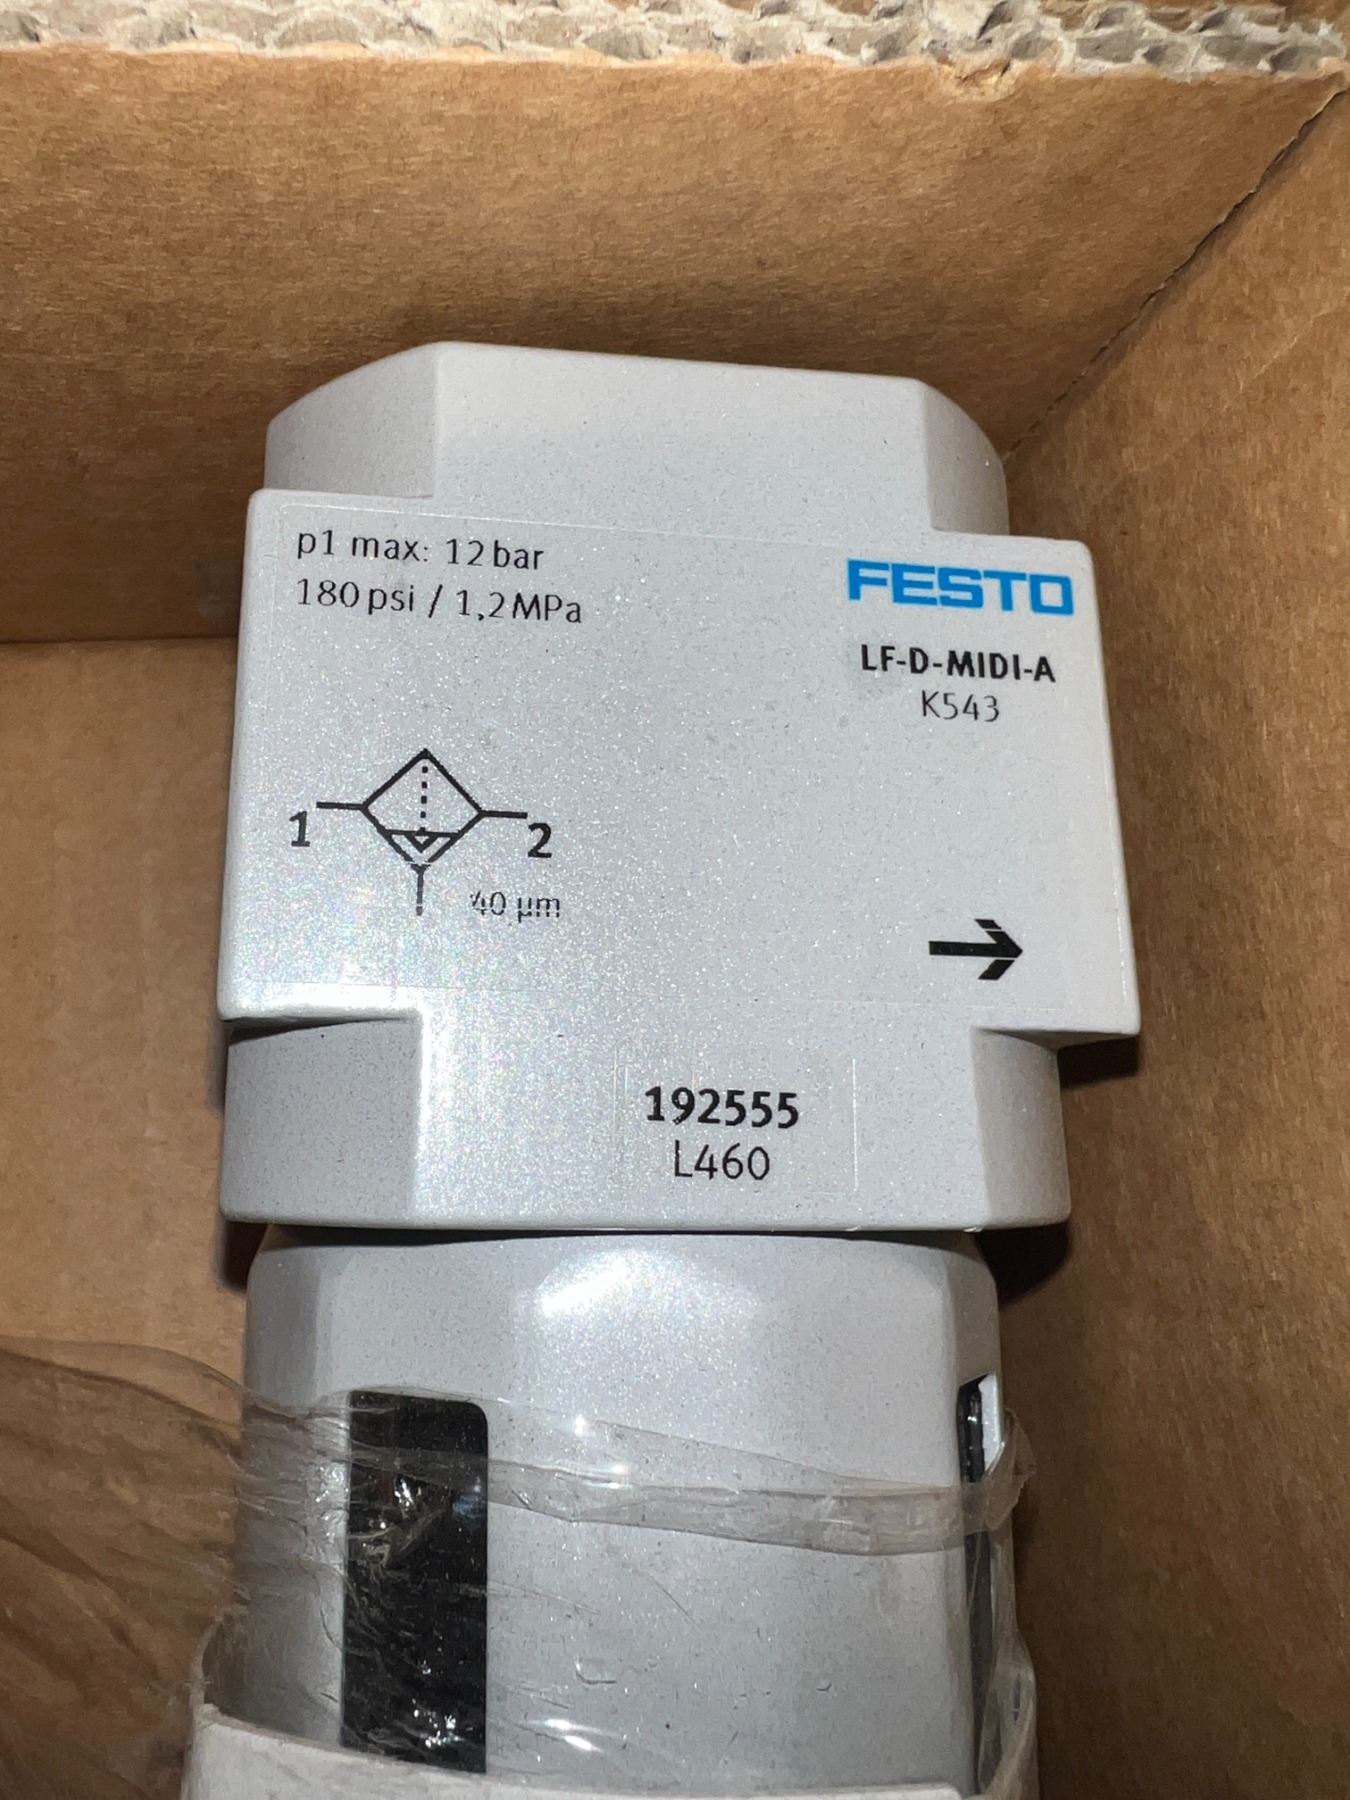 p1 max: 12 bar
180 psi / 1,2 MPa
FESTO
LF-D-MIDI-A
K543
1
2
40 µm
192555
L460